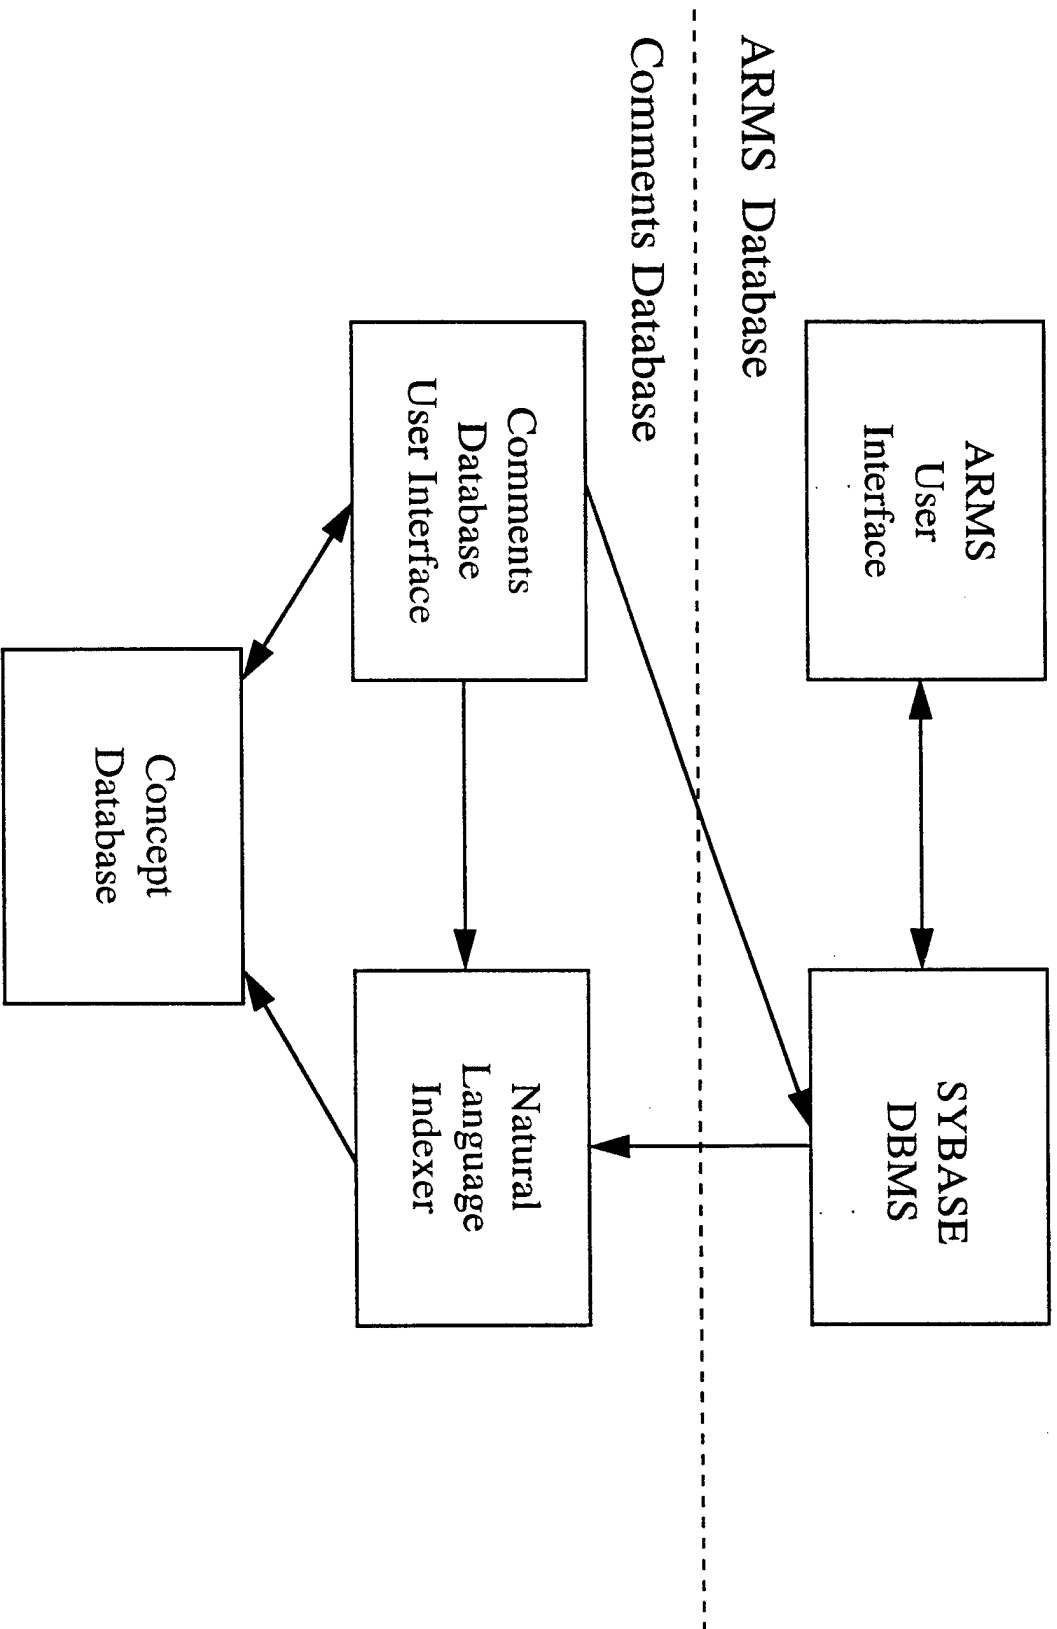 ARMS
User
Interface
SYBASE
DBMS
ARMS Database
Comments Database
Comments
Database
User Interface
Natural
Language
Indexer
Concept
Database